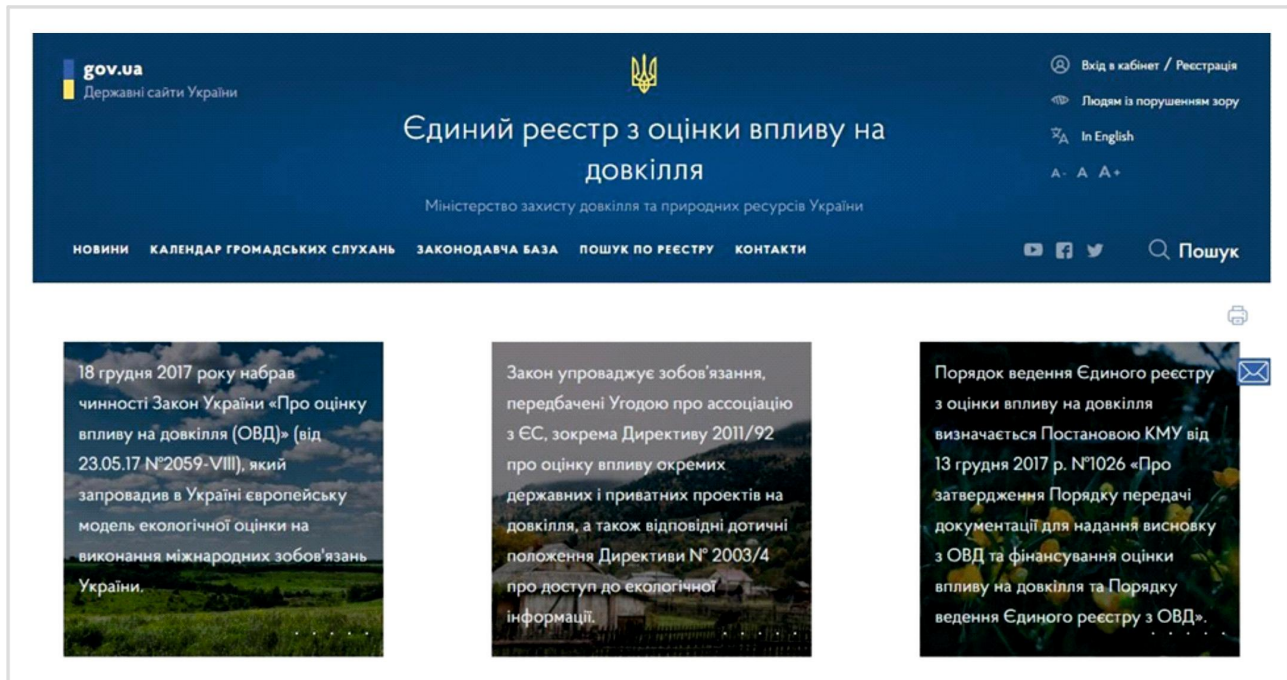 gov.ua
Державні сайти України
Єдиний реєстр з оцінки впливу на
довкілля
Міністерство захисту довкілля та природних ресурсів України
Вхід в кабінет / Реєстрація
Людям із порушенням зору
In English
A- A A+
НОВИНИ КАЛЕНДАР ГРОМАДСЬКИХ СЛУХАНЬ ЗАКОНОДАВЧА БАЗА ПОШУК ПО РЕЄСТРУ КОНТАКТИ
Пошук
18 грудня 2017 року набрав
чинності Закон України «Про оцінку
впливу на довкілля (ОВД)» (від
23.05.17 №2059-VIII), який
запровадив в Україні європейську
модель екологічної оцінки на
виконання міжнародних зобов'язань
України.
Закон упроваджує зобов'язання,
передбачені Угодою про ассоціацію
з ЄС, зокрема Директиву 2011/92
про оцінку впливу окремих
державних і приватних проектів на
довкілля, а також відповідні дотичні
положення Директиви № 2003/4
про доступ до екологічної
інформації.
Порядок ведення Єдиного реєстру
з оцінки впливу на довкілля
визначається Постановою КМУ від
13 грудня 2017 р. №1026 «Про
затвердження Порядку передачі
документації для надання висновку
з ОВД та фінансування оцінки
впливу на довкілля та Порядку
ведення Єдиного реєстру з ОВД».